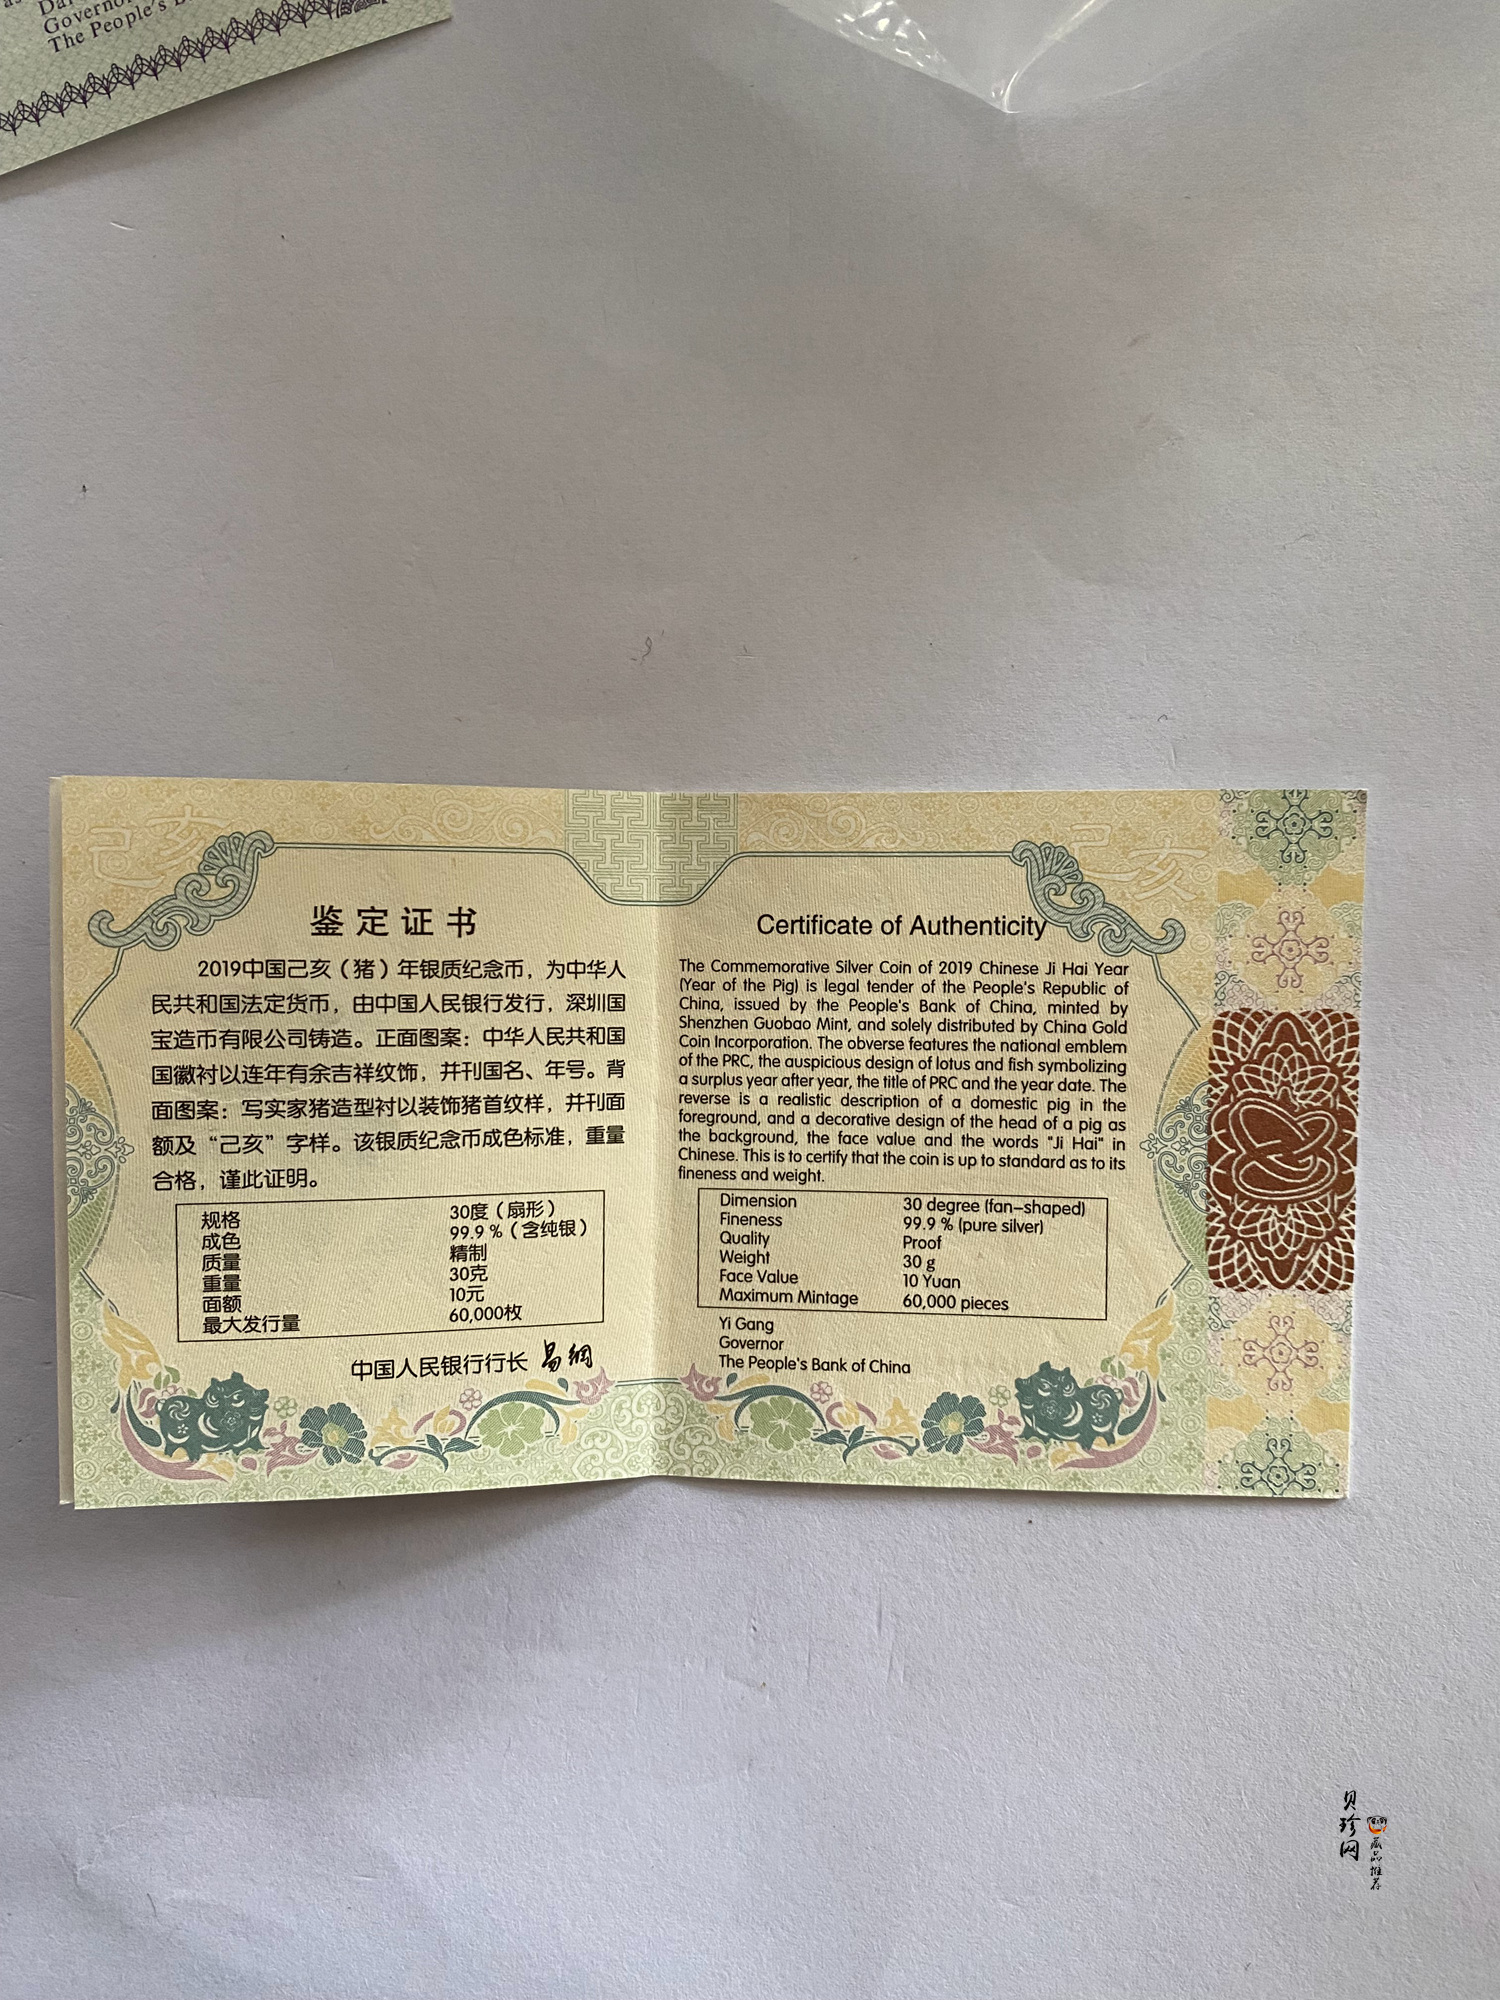 Governor
The People's
鉴定证书
2019中国己亥（猪）年银质纪念币，为中华人
民共和国法定货币，由中国人民银行发行，深圳国
宝造币有限公司铸造。正面图案：中华人民共和国
国徽衬以连年有余吉祥纹饰，并刊国名、年号。背
面图案：写实家猪造型衬以装饰猪首纹样，并刊面
额及“己亥”字样。该银质纪念币成色标准，重量
合格，谨此证明。
规格 30度（扇形）
成色 99.9％（含纯银）
质量 精制
重量 30克
面额 10元
最大发行量 60,000枚
中国人民银行行长 易纲
己亥
己亥
Certificate of Authenticity
The Commemorative Silver Coin of 2019 Chinese Ji Hai Year
(Year of the Pig) is legal tender of the People's Republic of
China, issued by the People's Bank of China, minted by
Shenzhen Guobao Mint, and solely distributed by China Gold
Coin Incorporation. The obverse features the national emblem
of the PRC, the auspicious design of lotus and fish symbolizing
a surplus year after year, the title of PRC and the year date. The
reverse is a realistic description of a domestic pig in the
foreground, and a decorative design of the head of a pig as
the background, the face value and the words "Ji Hai" in
Chinese. This is to certify that the coin is up to standard as to its
fineness and weight.
Dimension 30 degree (fan-shaped)
Fineness 99.9 % (pure silver)
Quality Proof
Weight 30 g
Face Value 10 Yuan
Maximum Mintage 60,000 pieces
Yi Gang
Governor
The People's Bank of China
贝珍网
藏品推荐